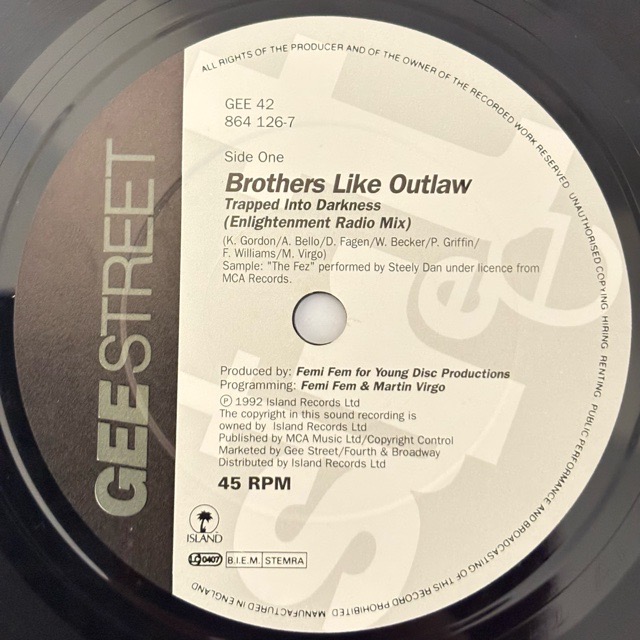 ALL RIGHTS OF THE PRODUCER AND OF THE OWNER OF THE RECORDED WORK RESERVED UNAUTHORISED COPYING HIRING RENTING PUBLIC PERFORMANCE AND BROADCASTING OF THIS RECORD PROHIBITED MANUFACTURED IN ENGLAND
GEESTREET
GEE 42
864 126-7
Side One
Brothers Like Outlaw
Trapped Into Darkness
(Enlightenment Radio Mix)
(K. Gordon/A. Bello/D. Fagen/W. Becker/P. Griffin/
F. Williams/M. Virgo)
Sample: "The Fez" performed by Steely Dan under licence from
MCA Records.
Produced by: Femi Fem for Young Disc Productions
Programming: Femi Fem & Martin Virgo
℗ 1992 Island Records Ltd
The copyright in this sound recording is
owned by Island Records Ltd
Published by MCA Music Ltd/Copyright Control
Marketed by Gee Street/Fourth & Broadway
Distributed by Island Records Ltd
45 RPM
ISLAND
LC 0407 B.I.E.M. STEMRA